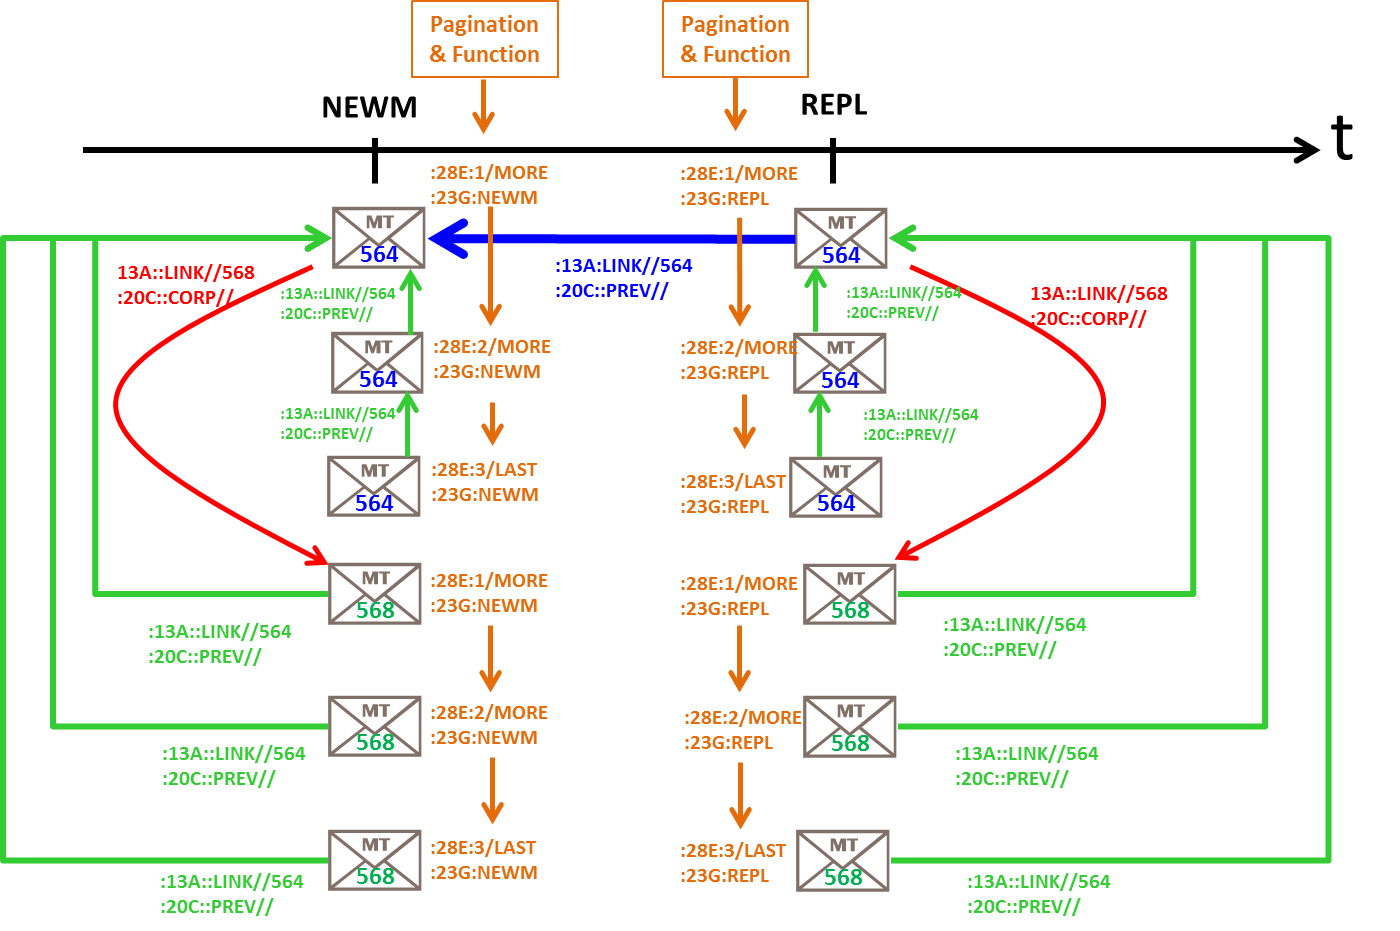 Pagination
& Function
Pagination
& Function
NEWM
REPL
t
:28E:1/MORE
:23G:NEWM
:28E:1/MORE
:23G:REPL
MT
564
MT
564
13A::LINK//568
:20C::CORP//
:13A::LINK//564
:20C::PREV//
:13A:LINK//564
:20C::PREV//
:13A::LINK//564
:20C::PREV//
13A::LINK//568
:20C::CORP//
MT
564
:28E:2/MORE
:23G:NEWM
:28E:2/MORE
:23G:REPL
MT
564
:13A::LINK//564
:20C::PREV//
:13A::LINK//564
:20C::PREV//
MT
564
:28E:3/LAST
:23G:NEWM
:28E:3/LAST
:23G:REPL
MT
564
MT
568
:28E:1/MORE
:23G:NEWM
:28E:1/MORE
:23G:REPL
MT
568
:13A::LINK//564
:20C::PREV//
:13A::LINK//564
:20C::PREV//
MT
568
:28E:2/MORE
:23G:NEWM
:28E:2/MORE
:23G:REPL
MT
568
:13A::LINK//564
:20C::PREV//
:13A::LINK//564
:20C::PREV//
MT
568
:28E:3/LAST
:23G:NEWM
:28E:3/LAST
:23G:REPL
MT
568
:13A::LINK//564
:20C::PREV//
:13A::LINK//564
:20C::PREV//